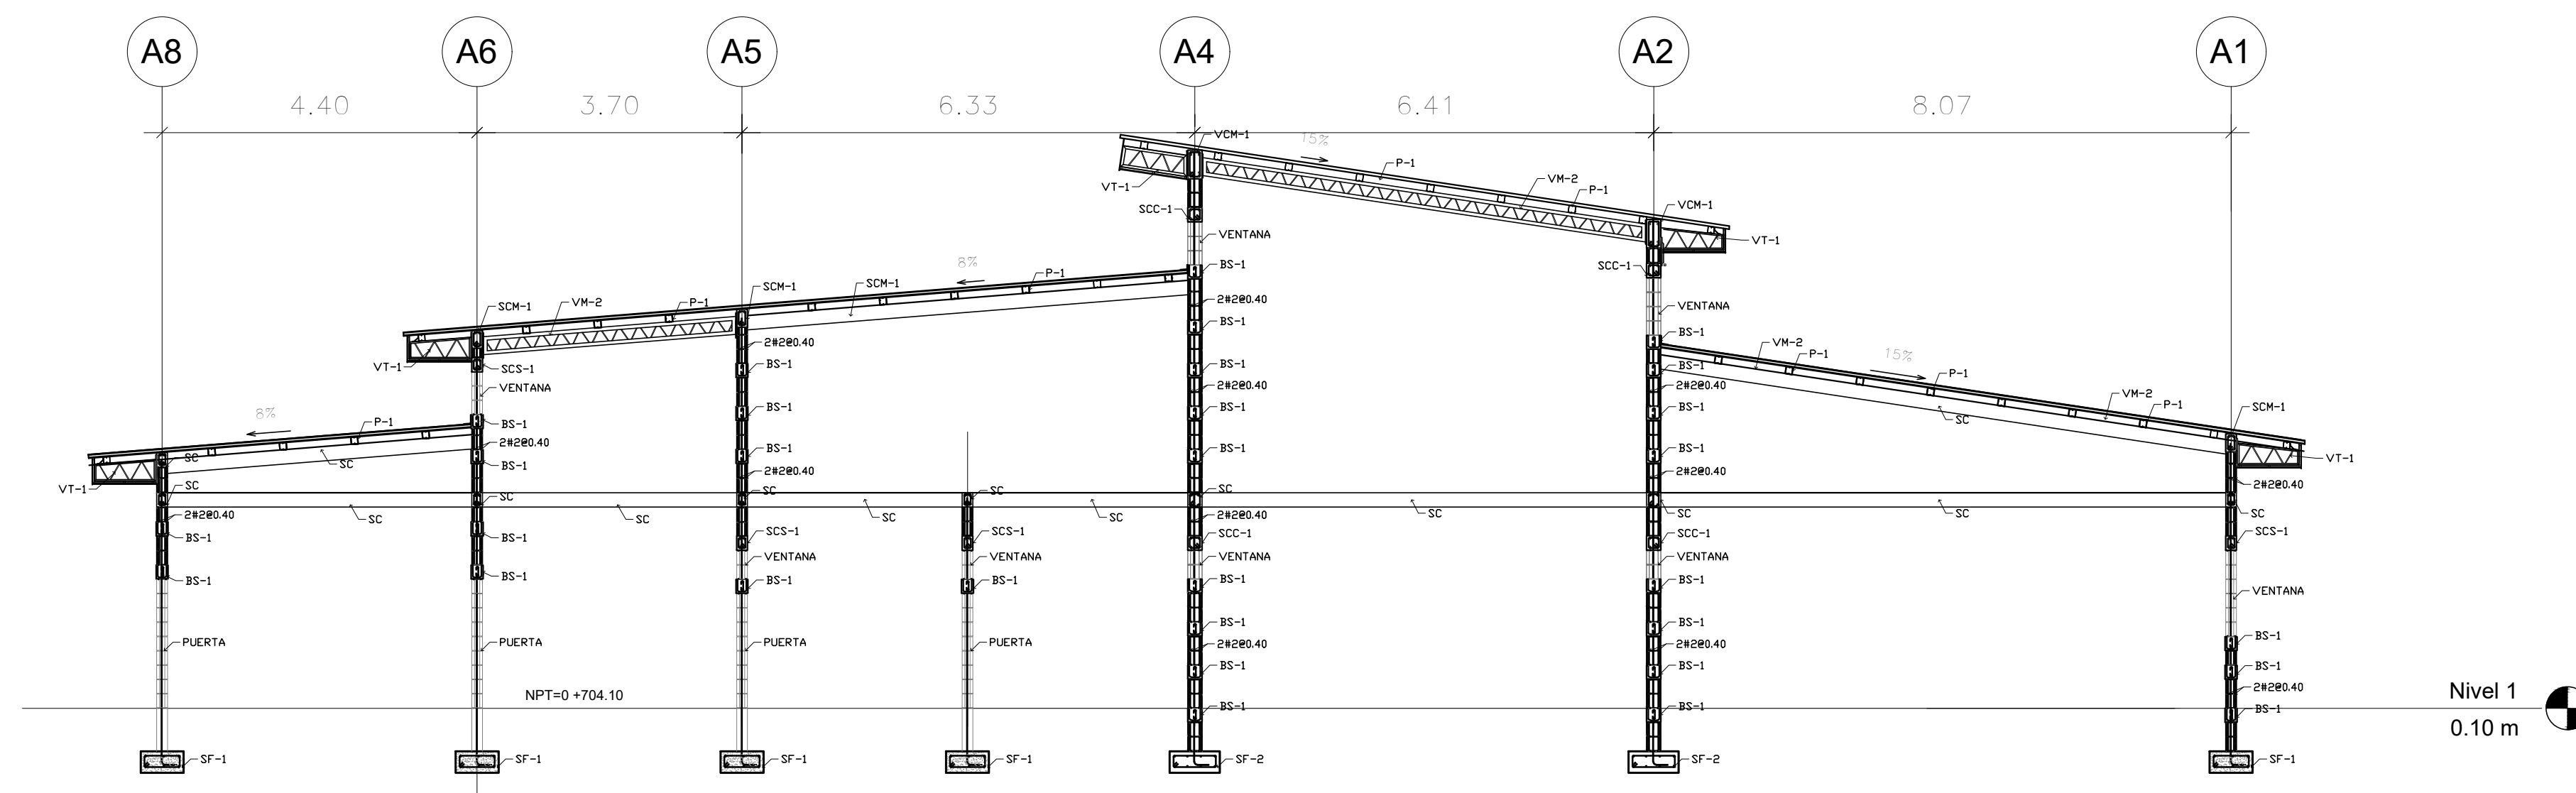 A8 A6 A5 A4 A2 A1
4.40 3.70 6.33 6.41 8.07
VCM-1
15%
P-1
VM-2
P-1
VT-1
SCC-1
VCM-1
VENTANA
VT-1
8%
P-1
BS-1
SCC-1
SCM-1
SCM-1
2#2@0.40
SCM-1
VM-2
P-1
VENTANA
BS-1
BS-1
2#2@0.40
VM-2
P-1
15%
VT-1
SCS-1
BS-1
BS-1
BS-1
VENTANA
2#2@0.40
2#2@0.40
P-1
VM-2
P-1
SCM-1
8%
P-1
BS-1
BS-1
BS-1
BS-1
SC
2#2@0.40
SC
SC
BS-1
BS-1
BS-1
BS-1
VT-1
2#2@0.40
2#2@0.40
2#2@0.40
VT-1
SC
SC
SC
SC
SC
2#2@0.40
2#2@0.40
SC
SC
SC
SC
2#2@0.40
SC
SC
SC
SC
SC
BS-1
BS-1
SCS-1
SCS-1
SCC-1
SCC-1
SCS-1
VENTANA
VENTANA
VENTANA
VENTANA
BS-1
BS-1
BS-1
BS-1
BS-1
BS-1
VENTANA
BS-1
BS-1
BS-1
PUERTA
PUERTA
PUERTA
PUERTA
2#2@0.40
2#2@0.40
BS-1
BS-1
BS-1
2#2@0.40
NPT=0 +704.10
Nivel 1
BS-1
BS-1
BS-1
0.10 m
SF-1
SF-1
SF-1
SF-1
SF-2
SF-2
SF-1